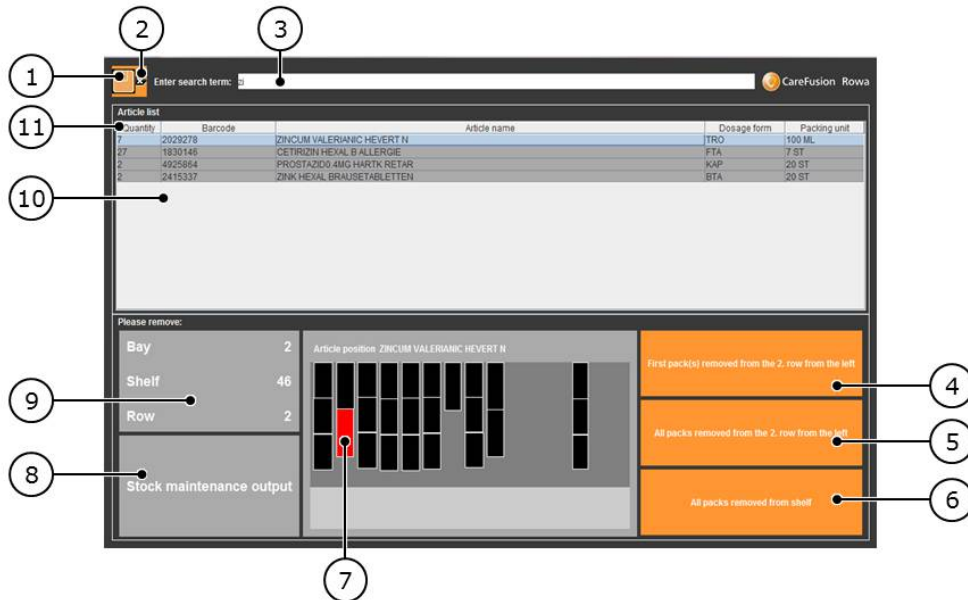 2
3
1
Enter search term: zi
CareFusion Rowa
Article list
11
Quantity Barcode Article name Dosage form Packing unit
7 2029278 ZINCUM VALERIANIC HEVERT N TRO 100 ML
27 1830146 CETIRIZIN HEXAL B ALLERGIE FTA 7 ST
2 4925864 PROSTAZID0.4MG HARTK RETAR KAP 20 ST
2 2415337 ZINK HEXAL BRAUSETABLETTEN BTA 20 ST
10
Please remove:
Bay 2
Shelf 46
Row 2
Article position ZINCUM VALERIANIC HEVERT N
First pack(s) removed from the 2. row from the left
4
9
All packs removed from the 2. row from the left
5
8
Stock maintenance output
All packs removed from shelf
6
7